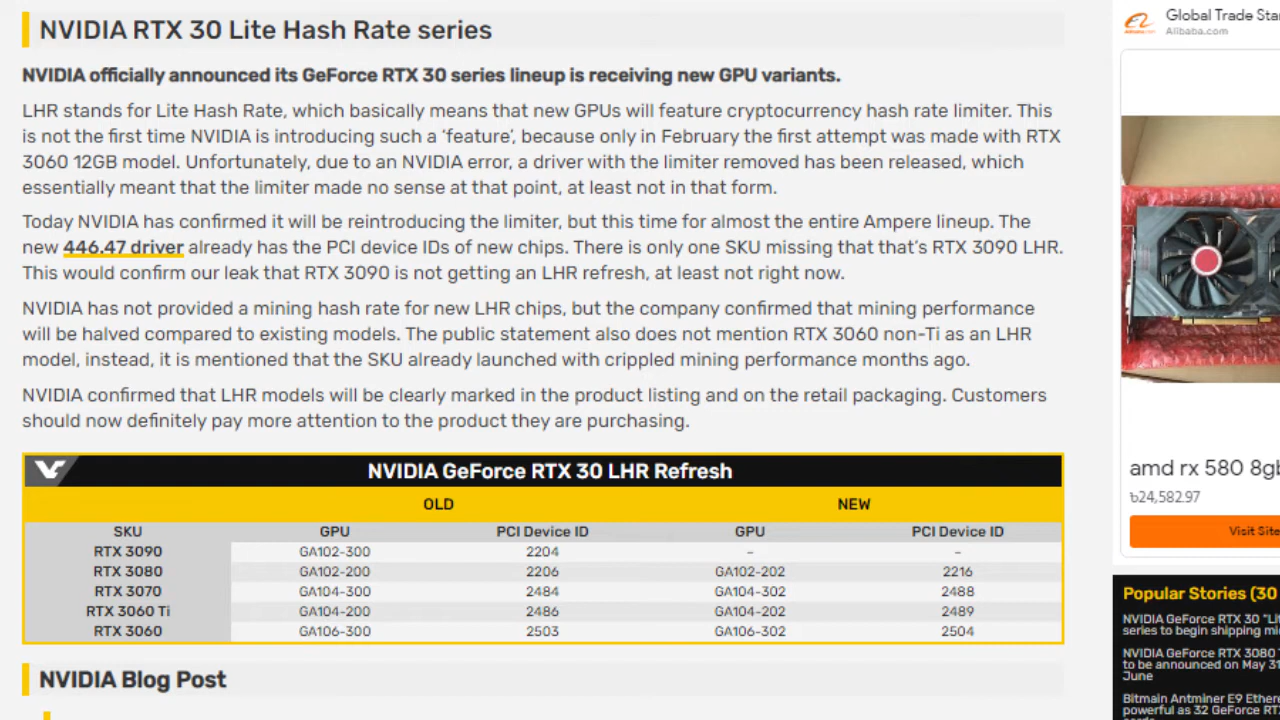 NVIDIA RTX 30 Lite Hash Rate series
NVIDIA officially announced its GeForce RTX 30 series lineup is receiving new GPU variants.
LHR stands for Lite Hash Rate, which basically means that new GPUs will feature cryptocurrency hash rate limiter. This
is not the first time NVIDIA is introducing such a ‘feature’, because only in February the first attempt was made with RTX
3060 12GB model. Unfortunately, due to an NVIDIA error, a driver with the limiter removed has been released, which
essentially meant that the limiter made no sense at that point, at least not in that form.
Today NVIDIA has confirmed it will be reintroducing the limiter, but this time for almost the entire Ampere lineup. The
new 446.47 driver already has the PCI device IDs of new chips. There is only one SKU missing that that’s RTX 3090 LHR.
This would confirm our leak that RTX 3090 is not getting an LHR refresh, at least not right now.
NVIDIA has not provided a mining hash rate for new LHR chips, but the company confirmed that mining performance
will be halved compared to existing models. The public statement also does not mention RTX 3060 non-Ti as an LHR
model, instead, it is mentioned that the SKU already launched with crippled mining performance months ago.
NVIDIA confirmed that LHR models will be clearly marked in the product listing and on the retail packaging. Customers
should now definitely pay more attention to the product they are purchasing.
NVIDIA GeForce RTX 30 LHR Refresh
OLD NEW
SKU GPU PCI Device ID GPU PCI Device ID
RTX 3090 GA102-300 2204 – –
RTX 3080 GA102-200 2206 GA102-202 2216
RTX 3070 GA104-300 2484 GA104-302 2488
RTX 3060 Ti GA104-200 2486 GA104-202 2489
RTX 3060 GA106-300 2503 GA106-302 2504
NVIDIA Blog Post
Global Trade Star
Alibaba.com
amd rx 580 8gb
৳24,582.97
Visit Site
Popular Stories (30
NVIDIA GeForce RTX 30 “Li
series to begin shipping mi
NVIDIA GeForce RTX 3080
to be announced on May 31
June
Bitmain Antminer E9 Ether
powerful as 32 GeForce RT